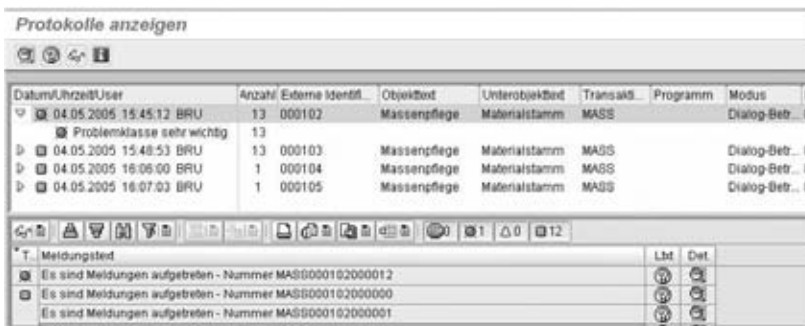 Protokolle anzeigen
Datum/Uhrzeit/User Anzahl Externe Identifi... Objekttext Unterobjekttext Transakti... Programm Modus
04.05.2005 15:45:12 BRU 13 000102 Massenpflege Materialstamm MASS Dialog-Betr...
Problemklasse sehr wichtig 13
04.05.2005 15:48:53 BRU 13 000103 Massenpflege Materialstamm MASS Dialog-Betr...
04.05.2005 16:06:00 BRU 1 000104 Massenpflege Materialstamm MASS Dialog-Betr...
04.05.2005 16:07:03 BRU 1 000105 Massenpflege Materialstamm MASS Dialog-Betr...
0 1 0 12
T.. Meldungstext Ltxt Det.
Es sind Meldungen aufgetreten - Nummer MASS000102000012
Es sind Meldungen aufgetreten - Nummer MASS000102000000
Es sind Meldungen aufgetreten - Nummer MASS000102000001